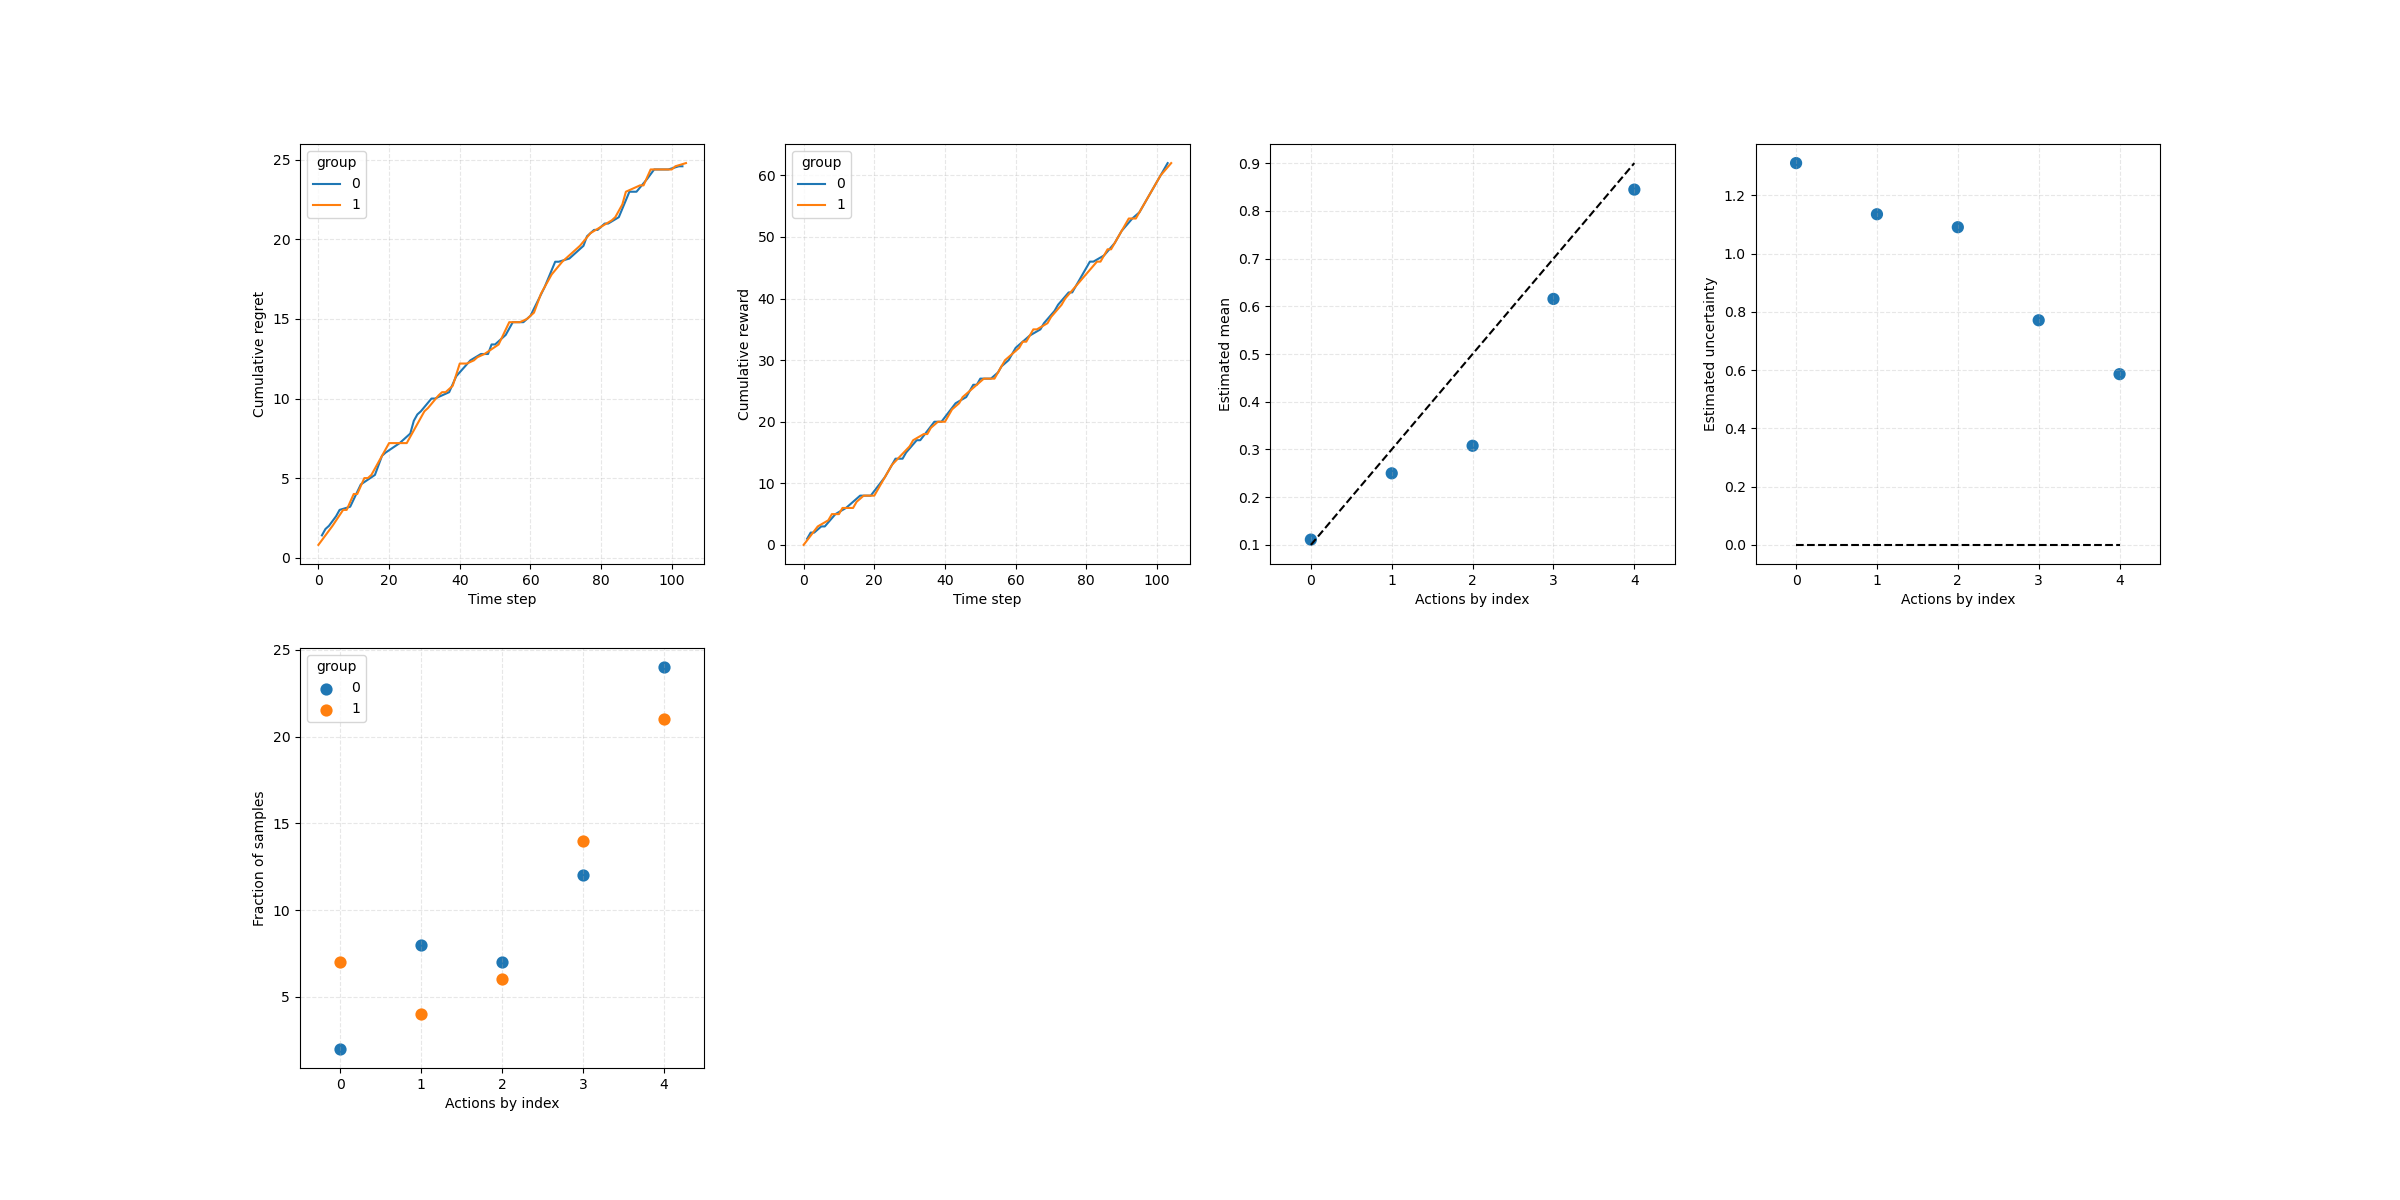 group
0
1
25
20
15
10
5
0
Cumulative regret
0 20 40 60 80 100
Time step
group
0
1
60
50
40
30
20
10
0
Cumulative reward
0 20 40 60 80 100
Time step
0.9
0.8
0.7
0.6
0.5
0.4
0.3
0.2
0.1
Estimated mean
0 1 2 3 4
Actions by index
1.2
1.0
0.8
0.6
0.4
0.2
0.0
Estimated uncertainty
0 1 2 3 4
Actions by index
group
0
1
25
20
15
10
5
Fraction of samples
0 1 2 3 4
Actions by index